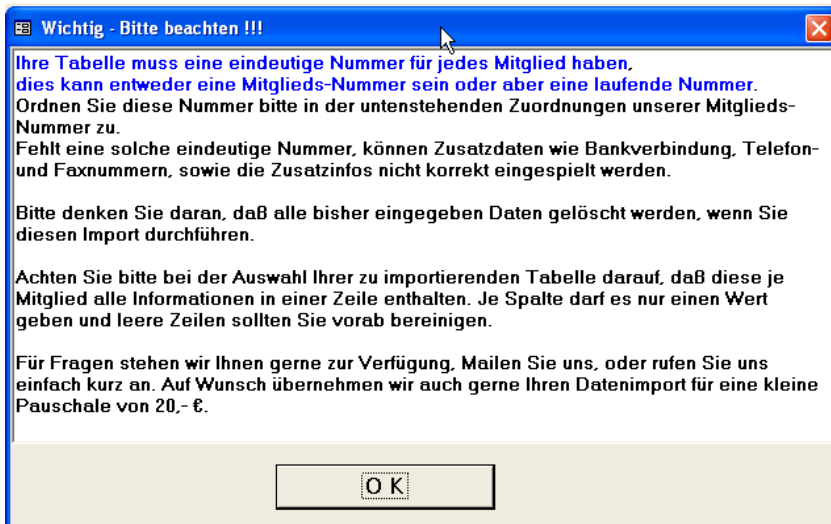 Wichtig - Bitte beachten !!!
Ihre Tabelle muss eine eindeutige Nummer für jedes Mitglied haben,
dies kann entweder eine Mitglieds-Nummer sein oder aber eine laufende Nummer.
Ordnen Sie diese Nummer bitte in der untenstehenden Zuordnungen unserer Mitglieds-
Nummer zu.
Fehlt eine solche eindeutige Nummer, können Zusatzdaten wie Bankverbindung, Telefon-
und Faxnummern, sowie die Zusatzinfos nicht korrekt eingespielt werden.
Bitte denken Sie daran, daß alle bisher eingegeben Daten gelöscht werden, wenn Sie
diesen Import durchführen.
Achten Sie bitte bei der Auswahl Ihrer zu importierenden Tabelle darauf, daß diese je
Mitglied alle Informationen in einer Zeile enthalten. Je Spalte darf es nur einen Wert
geben und leere Zeilen sollten Sie vorab bereinigen.
Für Fragen stehen wir Ihnen gerne zur Verfügung, Mailen Sie uns, oder rufen Sie uns
einfach kurz an. Auf Wunsch übernehmen wir auch gerne Ihren Datenimport für eine kleine
Pauschale von 20,- €.
O K